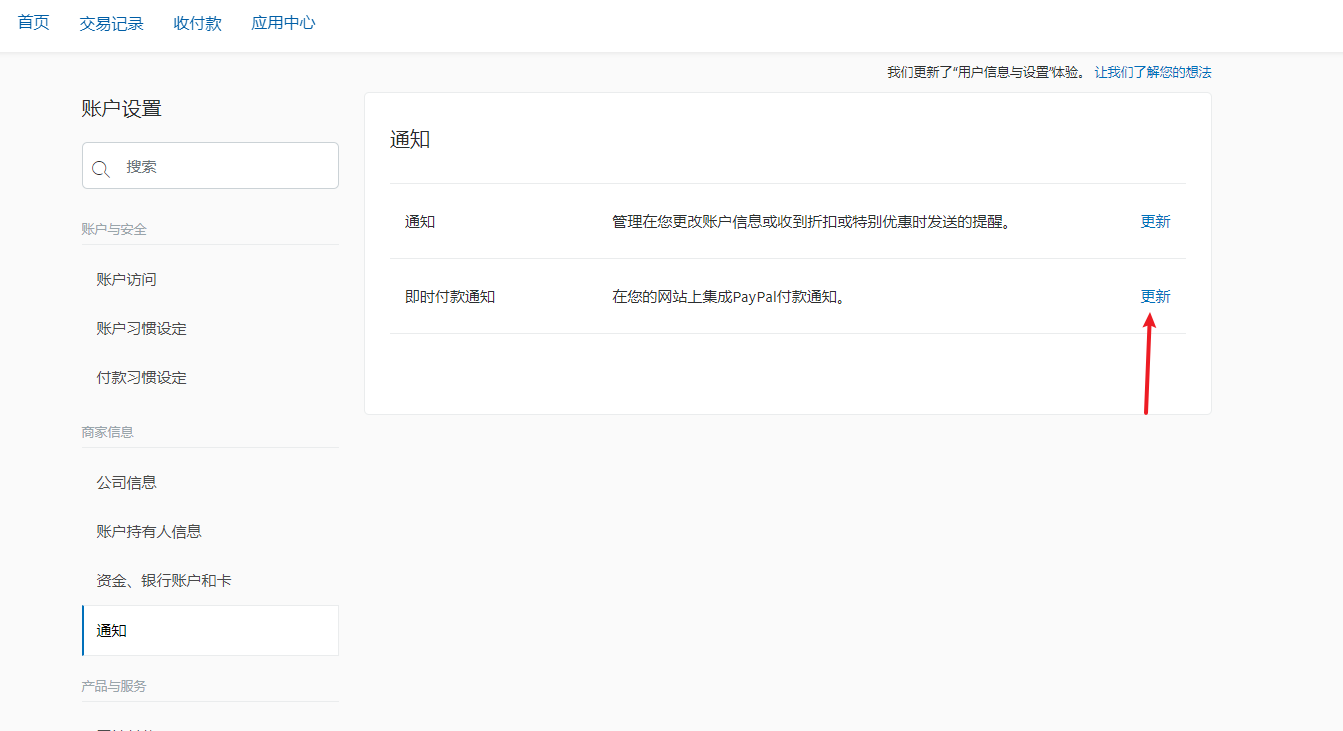 首页 交易记录 收付款 应用中心
我们更新了“用户信息与设置”体验。 让我们了解您的想法
账户设置
搜索
账户与安全
账户访问
账户习惯设定
付款习惯设定
商家信息
公司信息
账户持有人信息
资金、银行账户和卡
通知
产品与服务
通知
通知 管理在您更改账户信息或收到折扣或特别优惠时发送的提醒。 更新
即时付款通知 在您的网站上集成PayPal付款通知。 更新